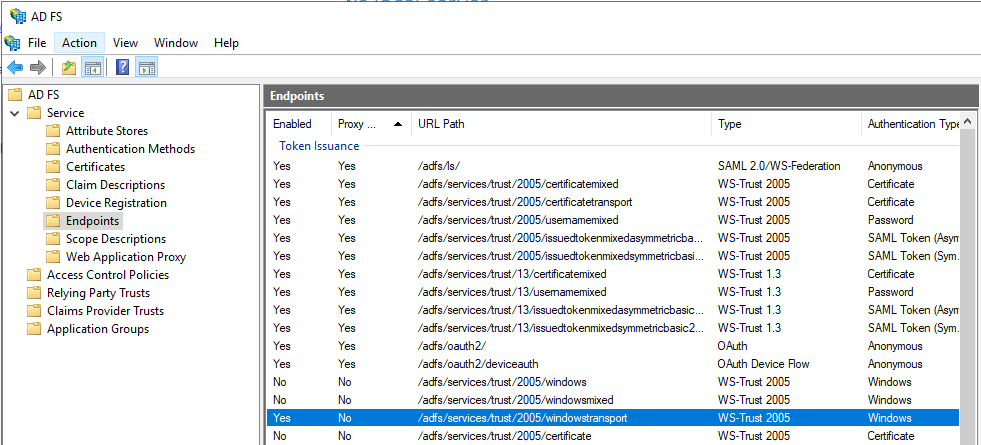 AD FS
File Action View Window Help
AD FS
Service
Attribute Stores
Authentication Methods
Certificates
Claim Descriptions
Device Registration
Endpoints
Scope Descriptions
Web Application Proxy
Access Control Policies
Relying Party Trusts
Claims Provider Trusts
Application Groups
Endpoints
Enabled Proxy ... URL Path Type Authentication Type
Token Issuance
Yes Yes /adfs/ls/ SAML 2.0/WS-Federation Anonymous
Yes Yes /adfs/services/trust/2005/certificatemixed WS-Trust 2005 Certificate
Yes Yes /adfs/services/trust/2005/certificatetransport WS-Trust 2005 Certificate
Yes Yes /adfs/services/trust/2005/usernamemixed WS-Trust 2005 Password
Yes Yes /adfs/services/trust/2005/issuedtokenmixedasymmetricba... WS-Trust 2005 SAML Token (Asym
Yes Yes /adfs/services/trust/2005/issuedtokenmixedsymmetricbasi... WS-Trust 2005 SAML Token (Sym.
Yes Yes /adfs/services/trust/13/certificatemixed WS-Trust 1.3 Certificate
Yes Yes /adfs/services/trust/13/usernamemixed WS-Trust 1.3 Password
Yes Yes /adfs/services/trust/13/issuedtokenmixedasymmetricbasic... WS-Trust 1.3 SAML Token (Asym
Yes Yes /adfs/services/trust/13/issuedtokenmixedsymmetricbasic2... WS-Trust 1.3 SAML Token (Sym.
Yes Yes /adfs/oauth2/ OAuth Anonymous
Yes Yes /adfs/oauth2/deviceauth OAuth Device Flow Anonymous
No No /adfs/services/trust/2005/windows WS-Trust 2005 Windows
No No /adfs/services/trust/2005/windowsmixed WS-Trust 2005 Windows
Yes No /adfs/services/trust/2005/windowstransport WS-Trust 2005 Windows
No No /adfs/services/trust/2005/certificate WS-Trust 2005 Certificate